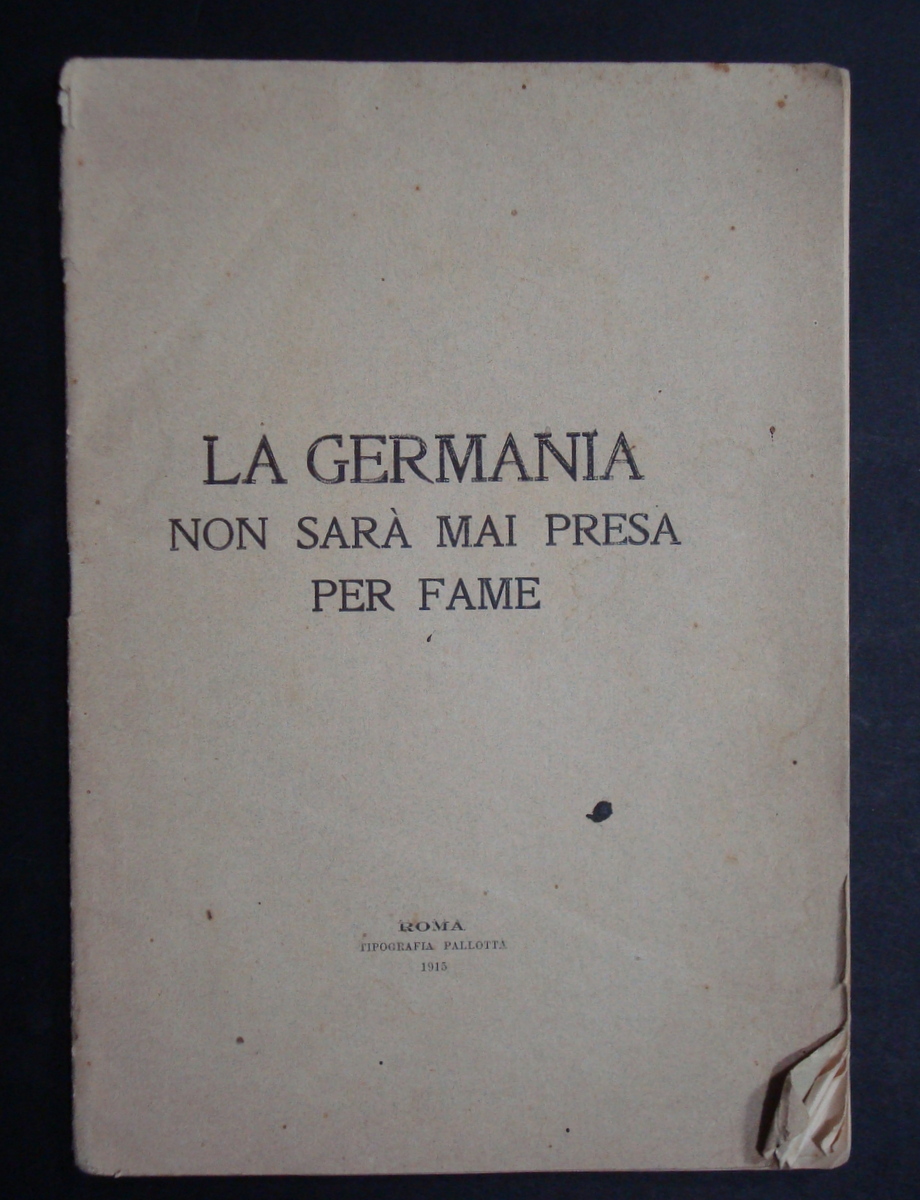 LA GERMANIA
NON SARÀ MAI PRESA
PER FAME
ROMA
TIPOGRAFIA PALLOTTA
1915